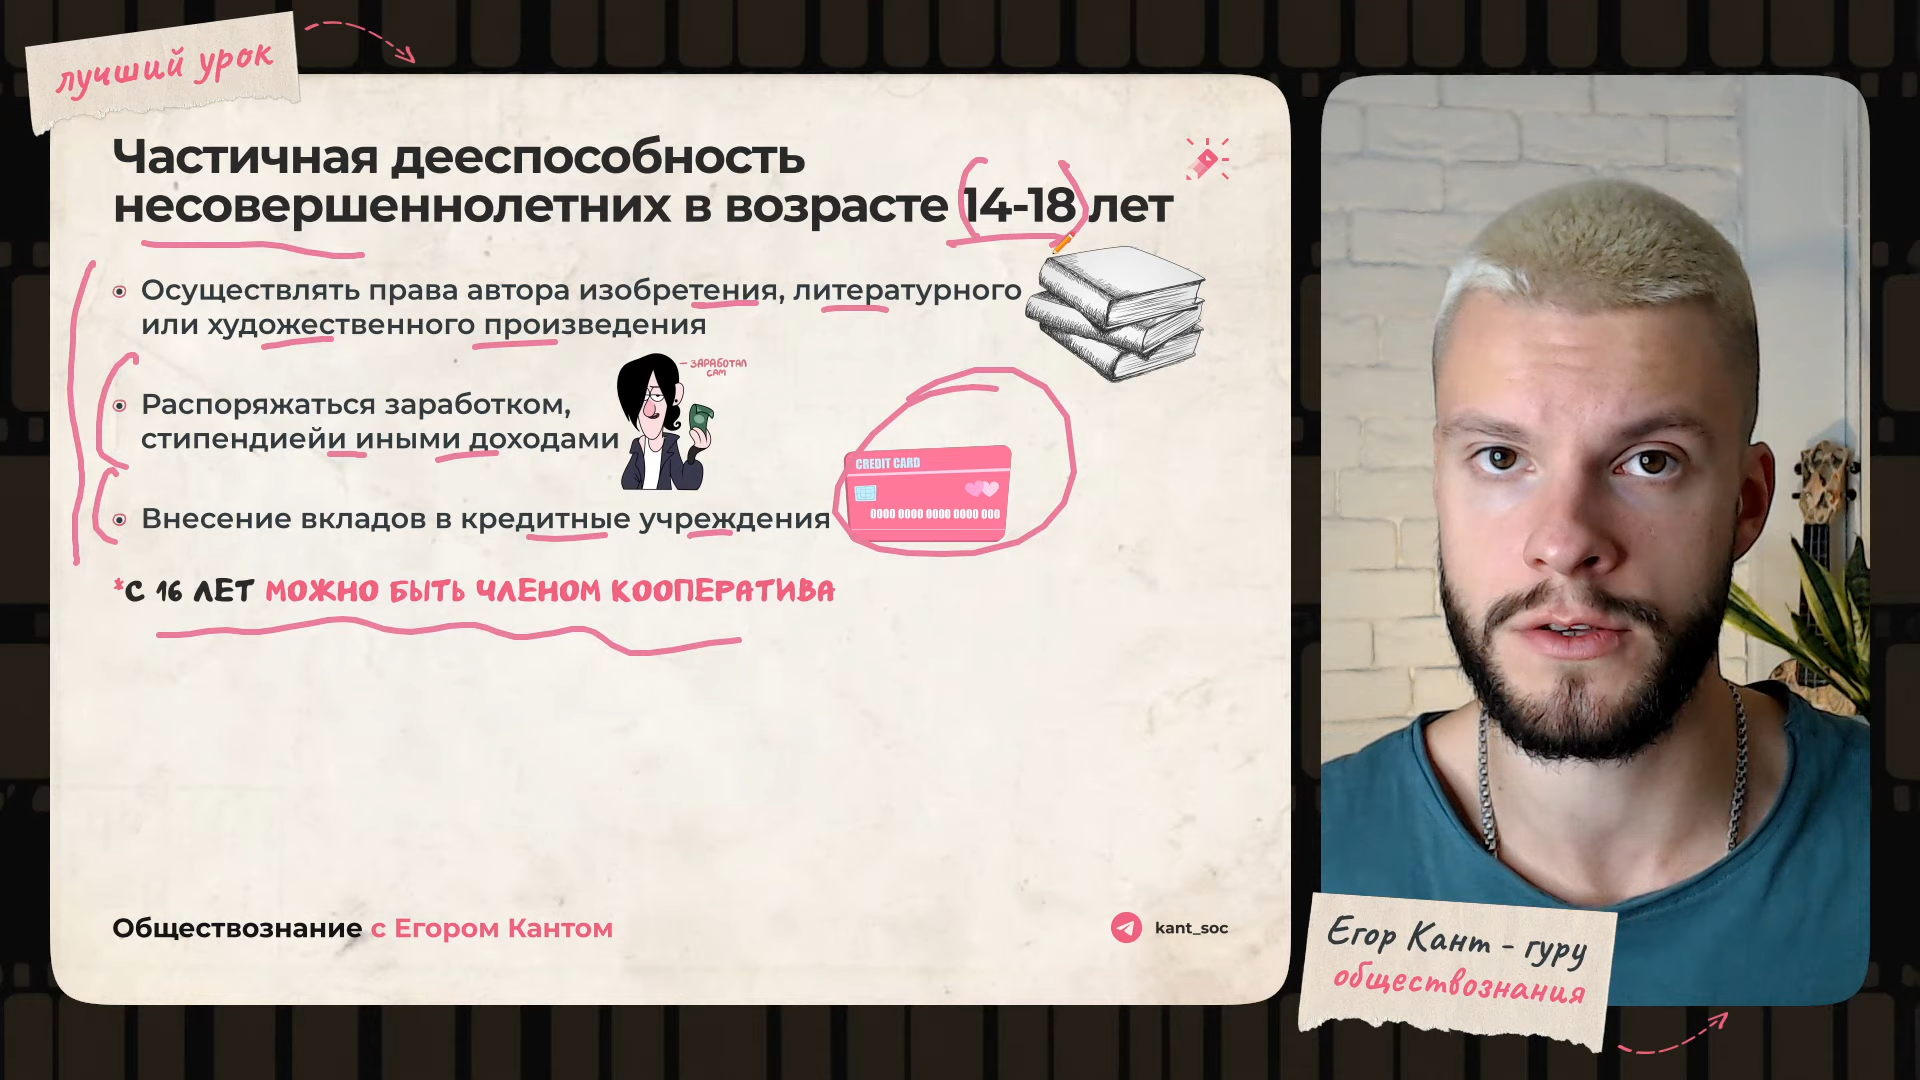 лучший урок
Частичная дееспособность
несовершеннолетних в возрасте 14-18 лет
Осуществлять права автора изобретения, литературного
или художественного произведения
– ЗАРАБОТАЛ
САМ
Распоряжаться заработком,
стипендиейи иными доходами
CREDIT CARD
0000 0000 0000 0000 000
Внесение вкладов в кредитные учреждения
*С 16 ЛЕТ МОЖНО БЫТЬ ЧЛЕНОМ КООПЕРАТИВА
Обществознание с Егором Кантом
kant_soc
Егор Кант - гуру
обществознания